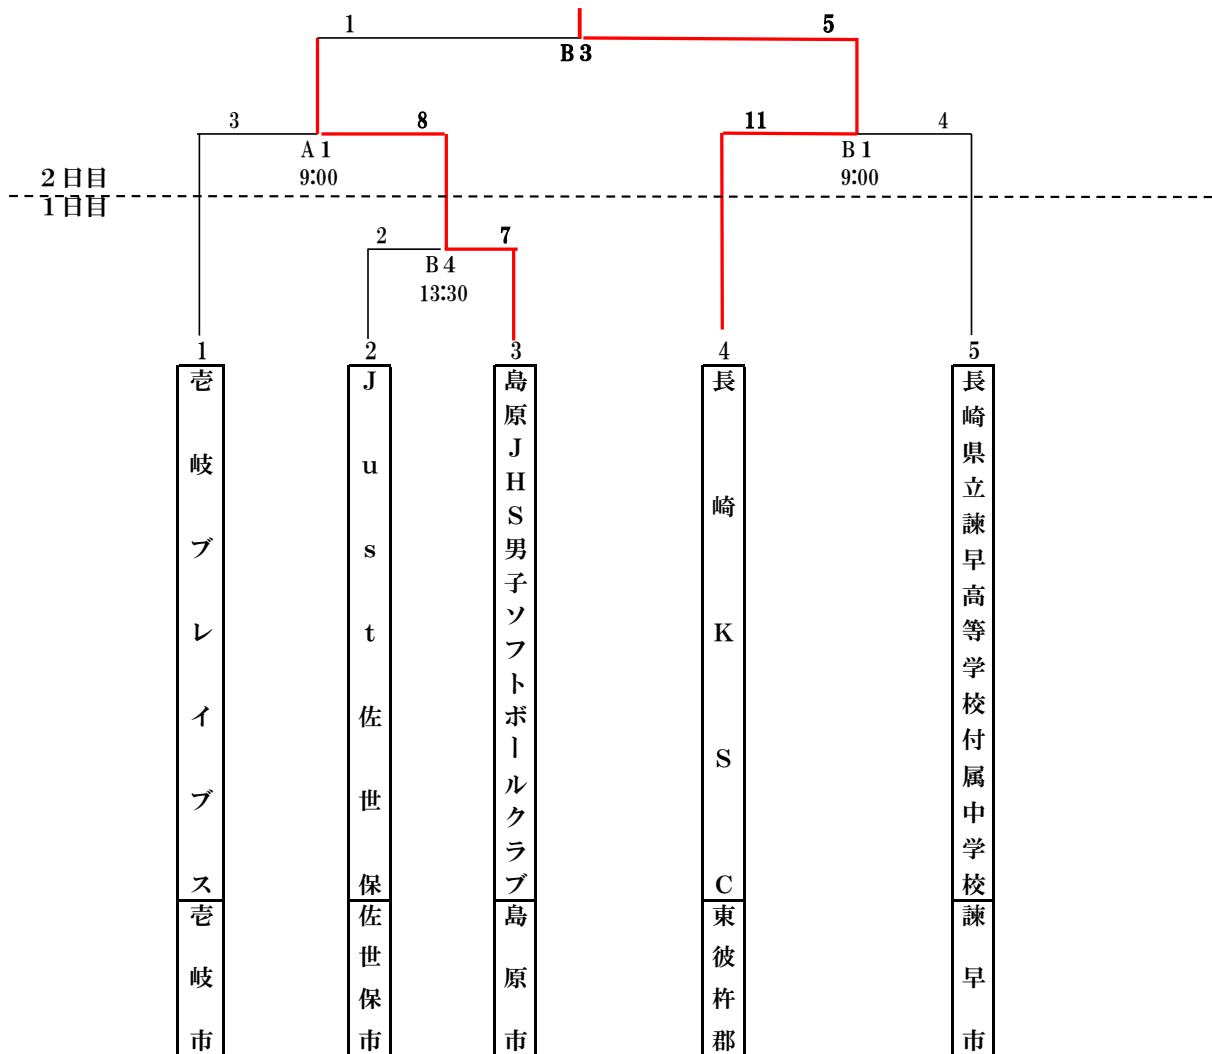 1
5
B 3
3
8
11
4
A 1
B 1
9:00
9:00
2日目
1日目
2
7
B 4
13:30
1
2
3
4
5
壱岐ブレイブス
Just佐世保
島原JHS男子ソフトボールクラブ
長崎KSC
長崎県立諫早高等学校付属中学校
壱岐市
佐世保市
島原市
東彼杵郡
諫早市